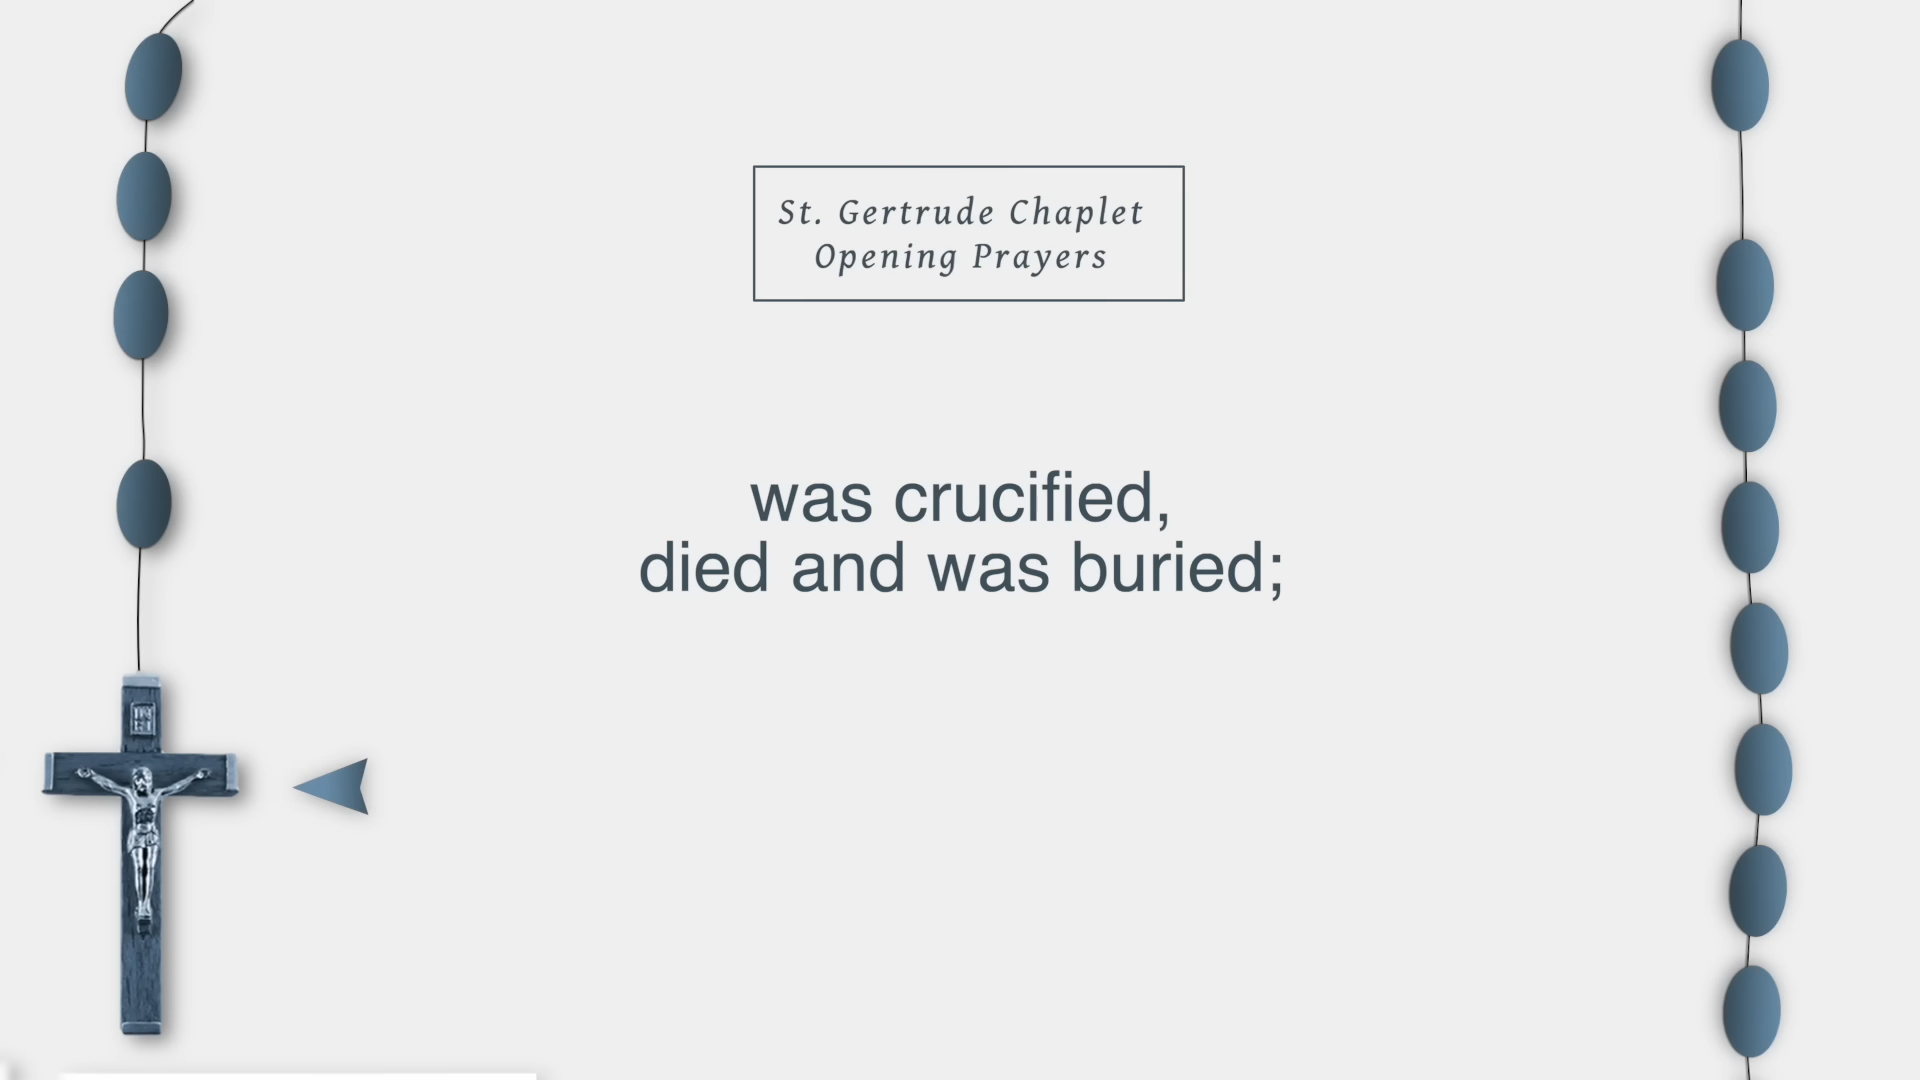 St. Gertrude Chaplet
Opening Prayers
was crucified,
died and was buried;